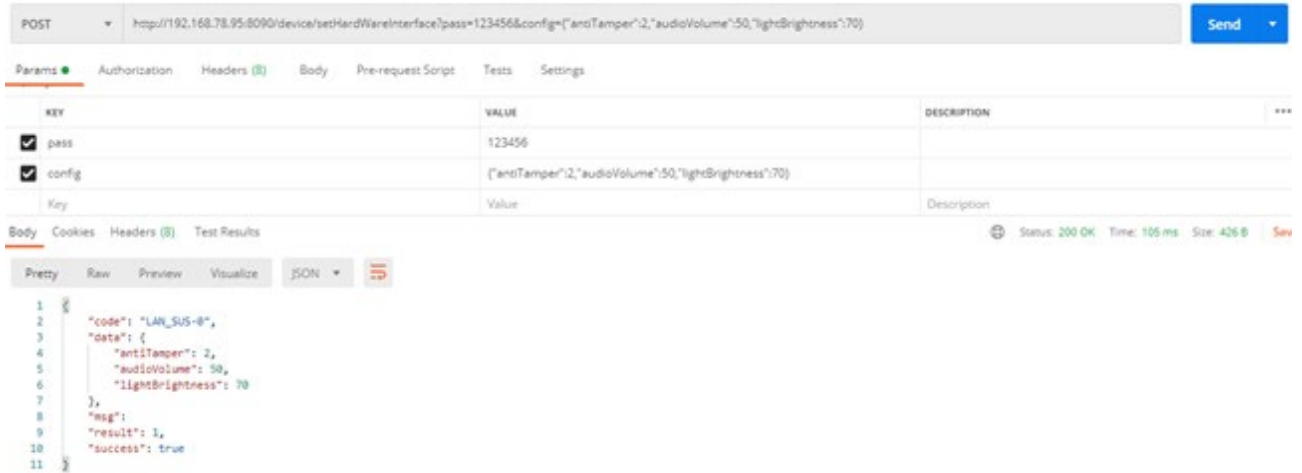 POST http://192.168.78.95:8090/device/setHardWareInterface?pass=123456&config={"antiTamper":2,"audioVolume":50,"lightBrightness":70} Send
Params Authorization Headers (8) Body Pre-request Script Tests Settings
KEY VALUE DESCRIPTION
pass 123456
config {"antiTamper":2,"audioVolume":50,"lightBrightness":70}
Key Value Description
Body Cookies Headers (8) Test Results Status: 200 OK Time: 105 ms Size: 426 B Sav
Pretty Raw Preview Visualize JSON
1 {
2 "code": "LAN_SUS-0",
3 "data": {
4 "antiTamper": 2,
5 "audioVolume": 50,
6 "lightBrightness": 70
7 },
8 "msg":
9 "result": 1,
10 "success": true
11 }